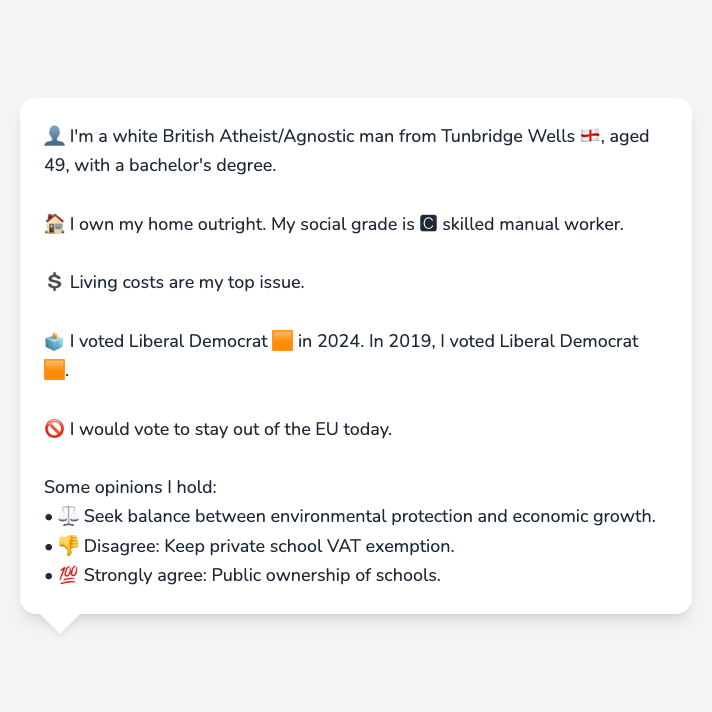 👤 I'm a white British Atheist/Agnostic man from Tunbridge Wells 🏴󠁧󠁢󠁥󠁮󠁧󠁿, aged
49, with a bachelor's degree.
🏠 I own my home outright. My social grade is 🅲 skilled manual worker.
💲 Living costs are my top issue.
🗳️ I voted Liberal Democrat 🟧 in 2024. In 2019, I voted Liberal Democrat
🟧.
🚫 I would vote to stay out of the EU today.
Some opinions I hold:
• ⚖️ Seek balance between environmental protection and economic growth.
• 👎 Disagree: Keep private school VAT exemption.
• 💯 Strongly agree: Public ownership of schools.